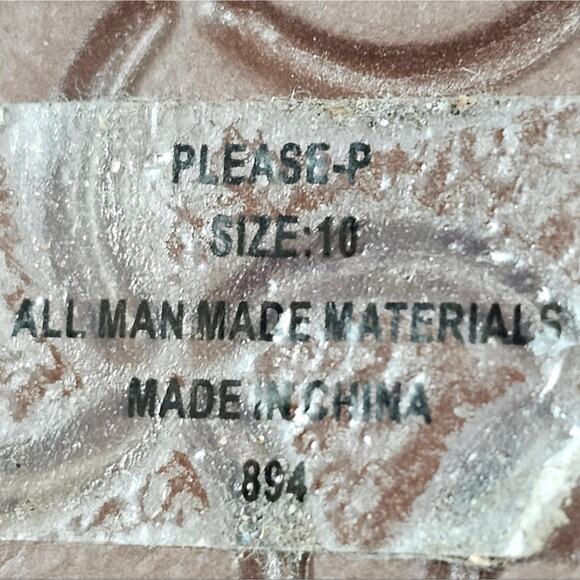 PLEASE-P
SIZE:10
ALL MAN MADE MATERIALS
MADE IN CHINA
894